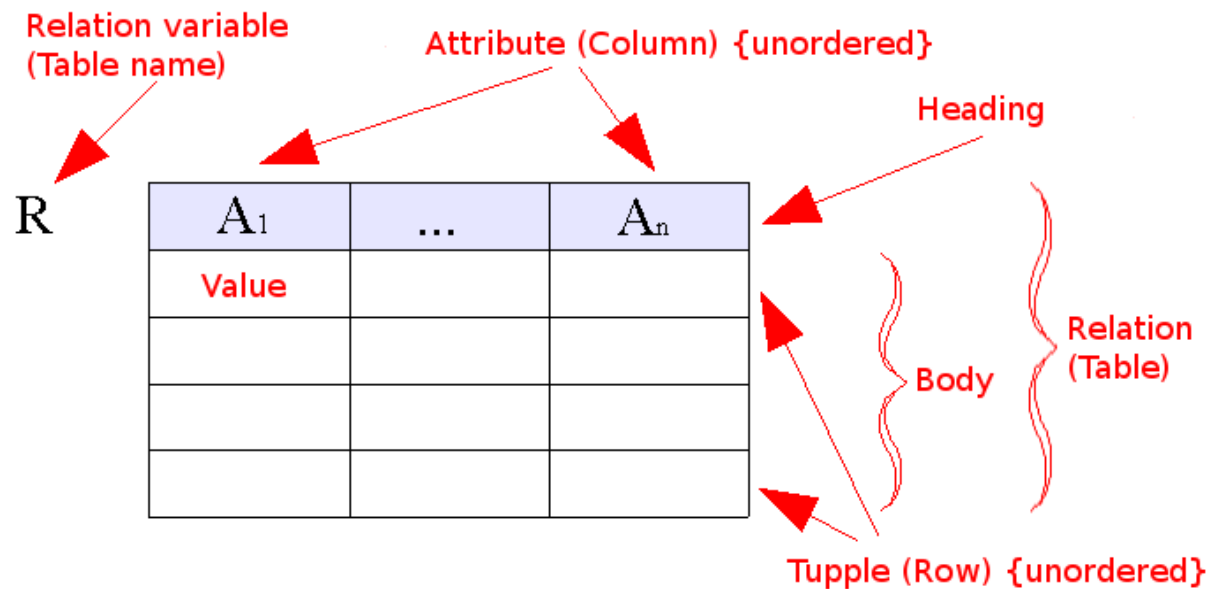 Relation variable
(Table name)
Attribute (Column) {unordered}
Heading
R
A1
...
An
Value
Relation
(Table)
Body
Tupple (Row) {unordered}